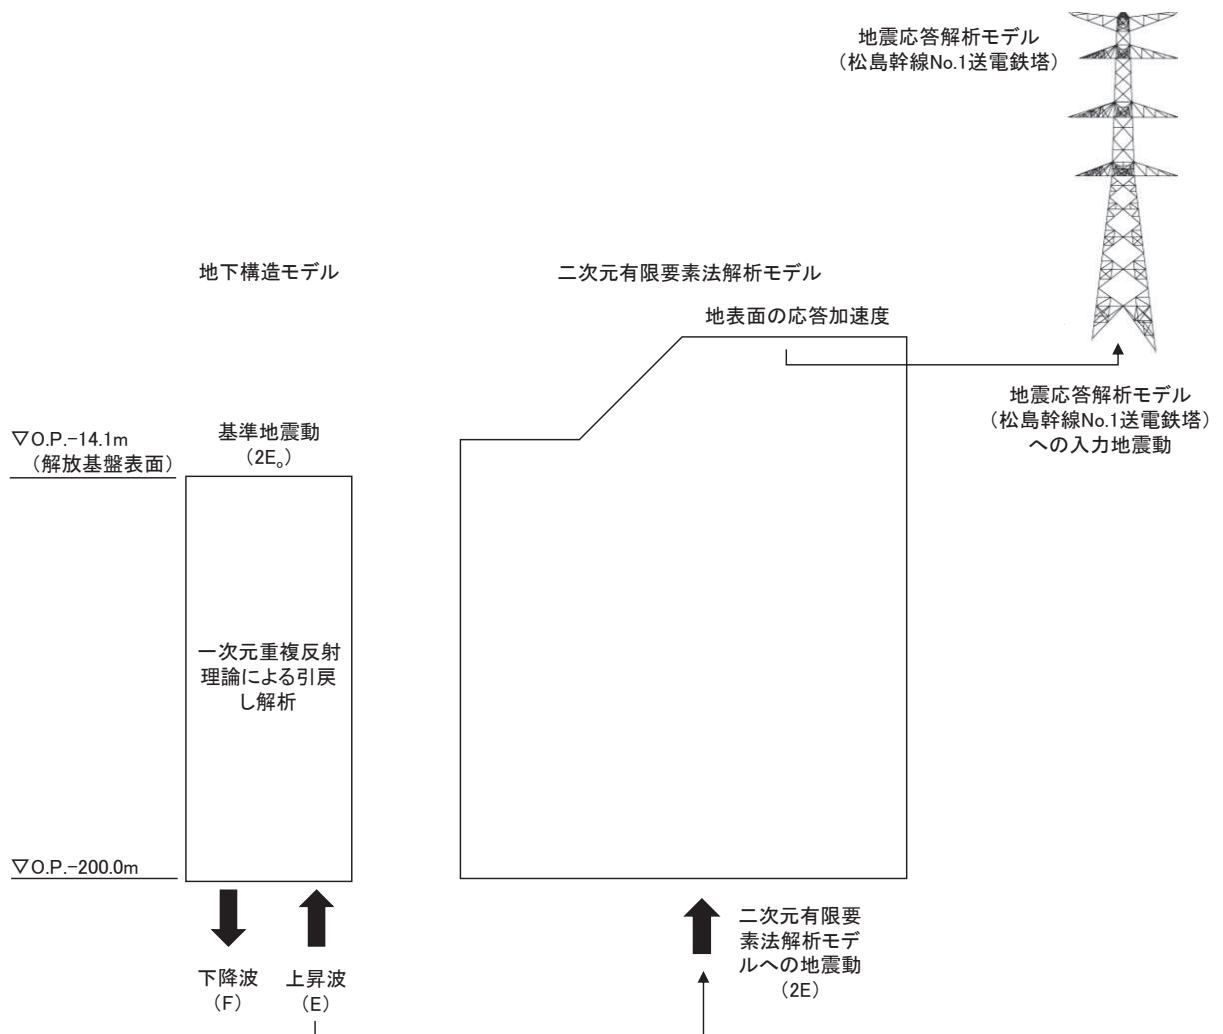 地震応答解析モデル
（松島幹線No.1送電鉄塔）
地下構造モデル
二次元有限要素法解析モデル
地表面の応答加速度
地震応答解析モデル
（松島幹線No.1送電鉄塔）
への入力地震動
▽O.P.-14.1m
（解放基盤表面）
基準地震動
（2E₀）
一次元重複反射
理論による引戻
し解析
▽O.P.-200.0m
下降波
（F）
上昇波
（E）
二次元有限要
素法解析モデ
ルへの地震動
（2E）